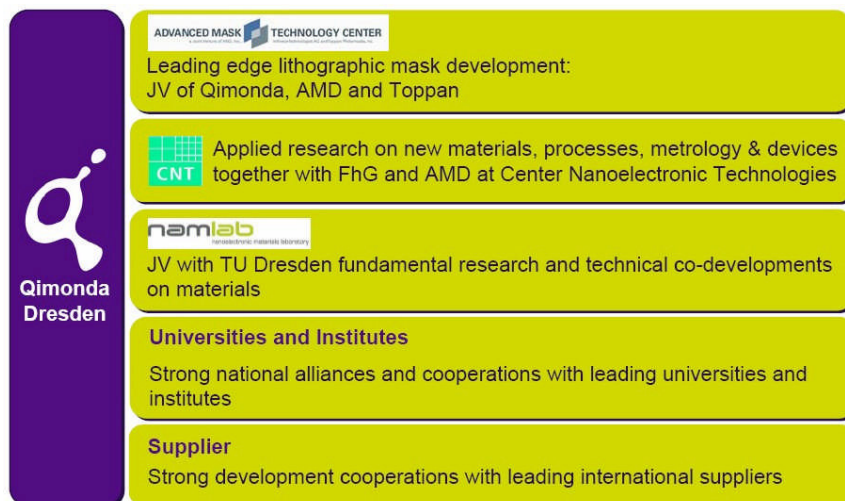 Qimonda
Dresden
ADVANCED MASK TECHNOLOGY CENTER
Leading edge lithographic mask development:
JV of Qimonda, AMD and Toppan
CNT
Applied research on new materials, processes, metrology & devices
together with FhG and AMD at Center Nanoelectronic Technologies
namlab
nanoelectronic materials laboratory
JV with TU Dresden fundamental research and technical co-developments
on materials
Universities and Institutes
Strong national alliances and cooperations with leading universities and
institutes
Supplier
Strong development cooperations with leading international suppliers